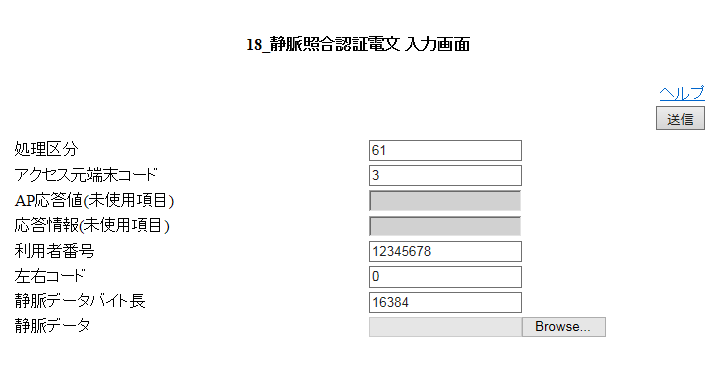 18_静脈照合認証電文 入力画面
ヘルプ
送信
処理区分 61
アクセス元端末コード 3
AP応答値(未使用項目)
応答情報(未使用項目)
利用者番号 12345678
左右コード 0
静脈データバイト長 16384
静脈データ Browse...